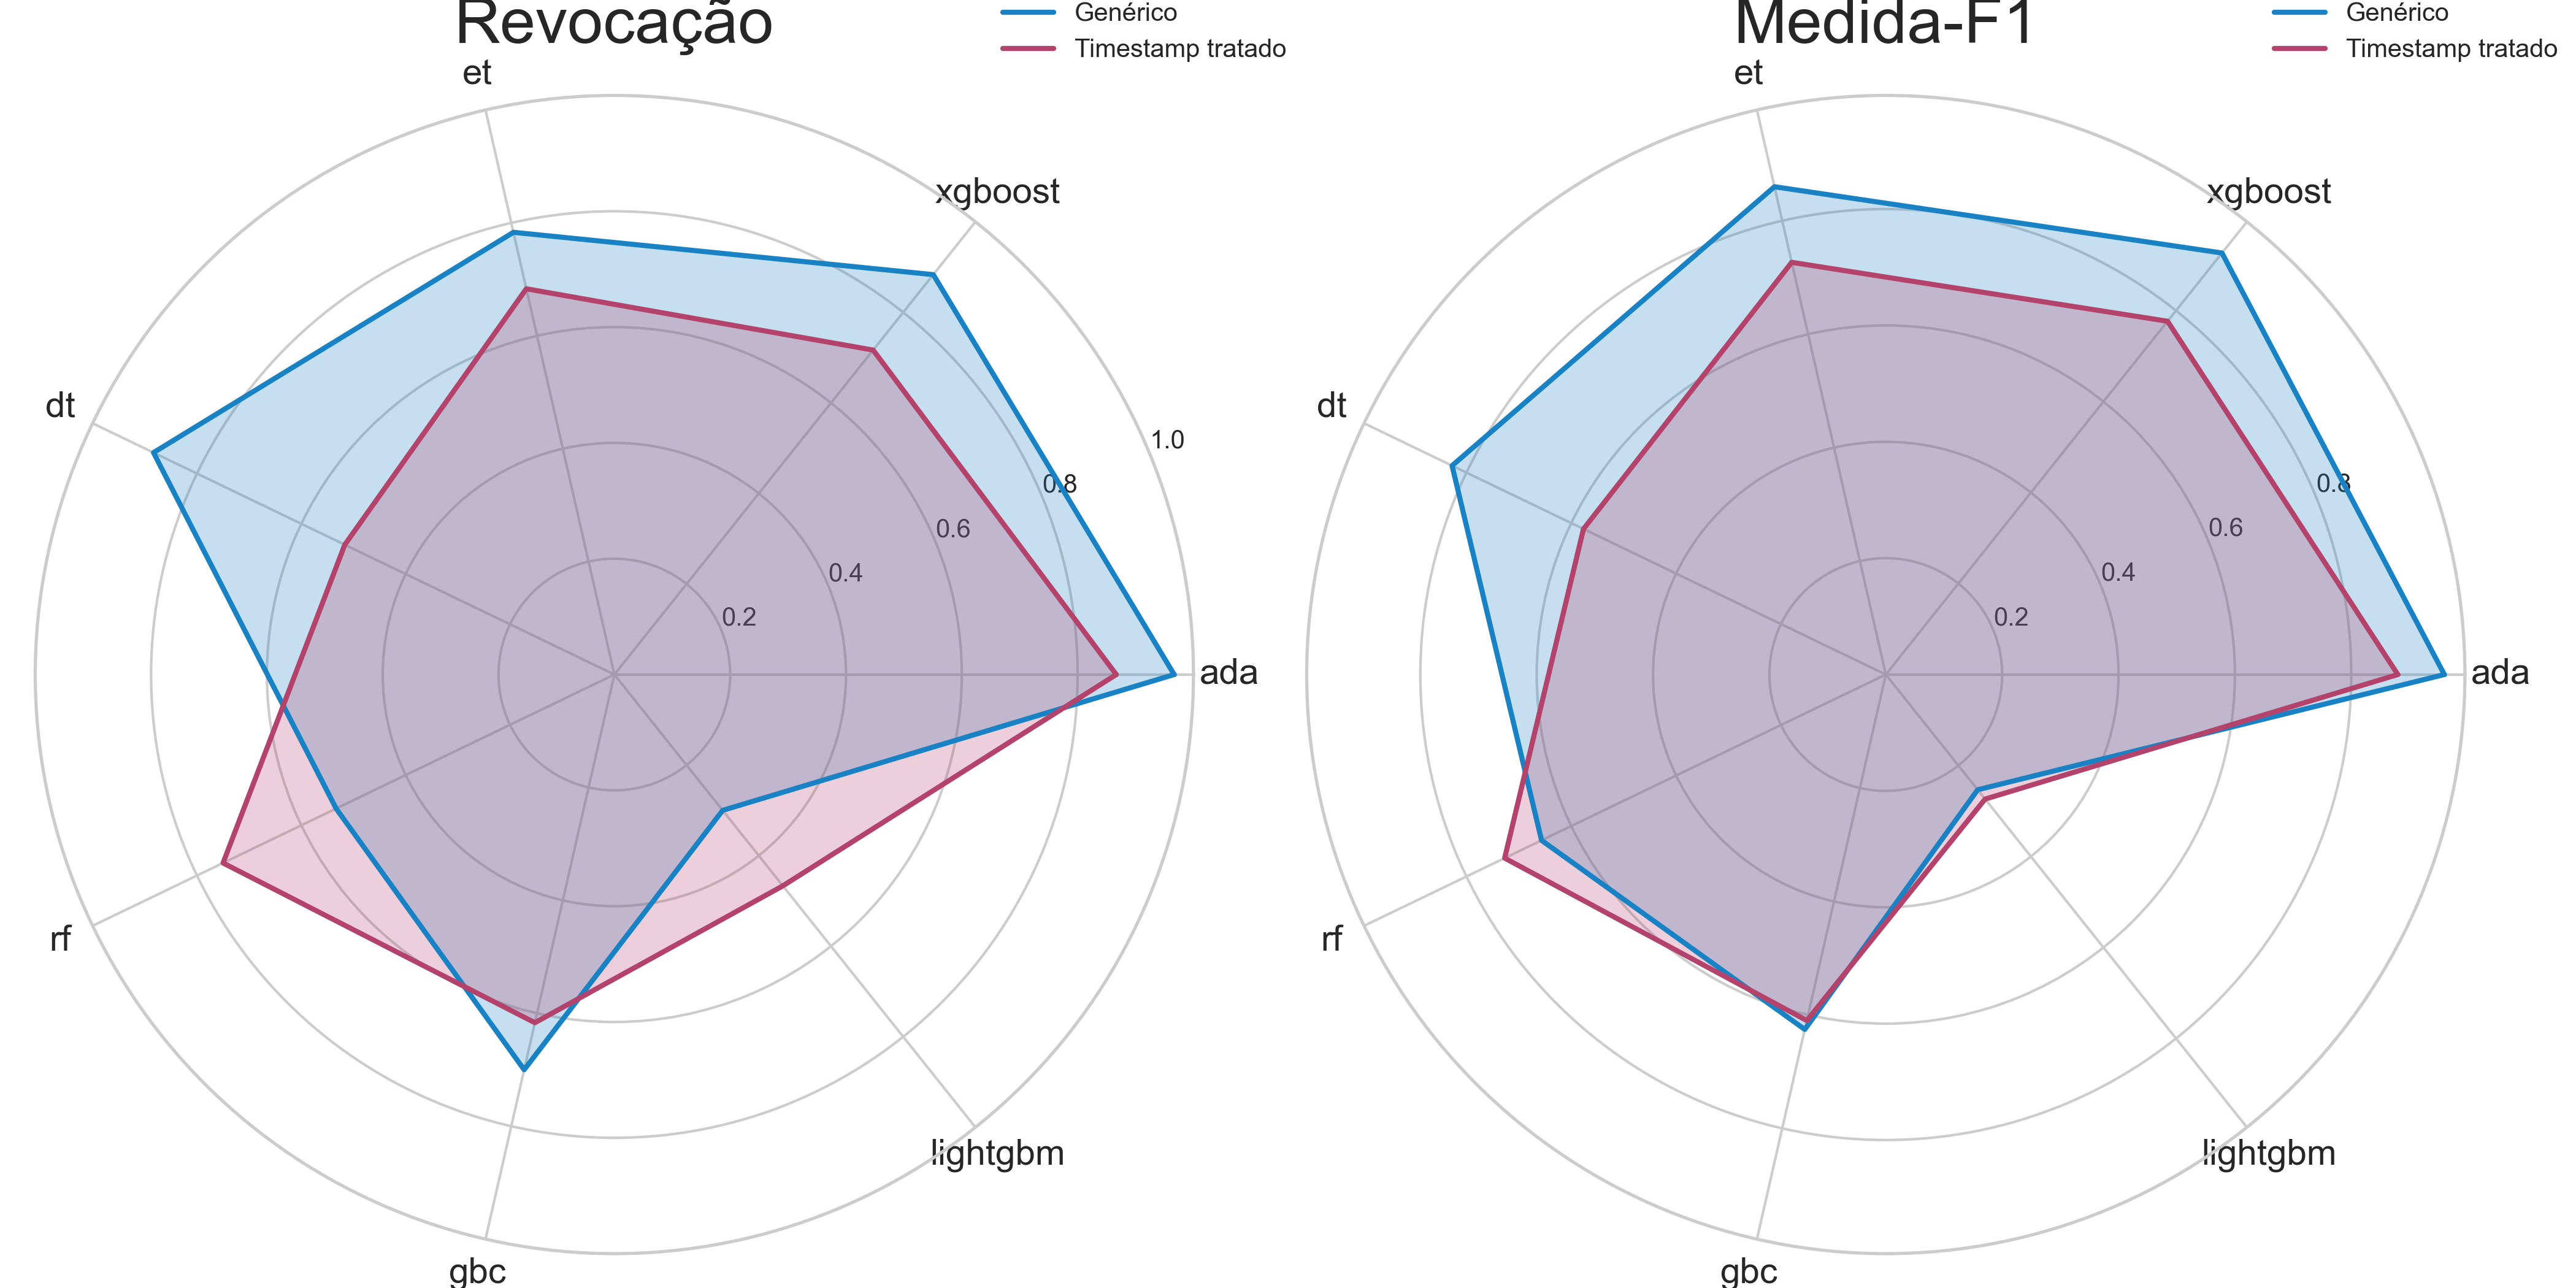 Revocação
Genérico
Timestamp tratado
et
xgboost
dt
1.0
0.8
0.6
0.4
0.2
ada
rf
lightgbm
gbc
Medida-F1
Genérico
Timestamp tratado
et
xgboost
dt
0.8
0.6
0.4
0.2
ada
rf
lightgbm
gbc